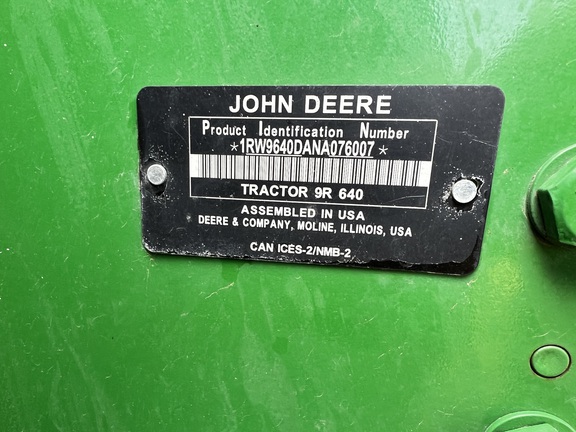 JOHN DEERE
Product Identification Number
*1RW9640DANA076007*
TRACTOR 9R 640
ASSEMBLED IN USA
DEERE & COMPANY, MOLINE, ILLINOIS, USA
CAN ICES-2/NMB-2